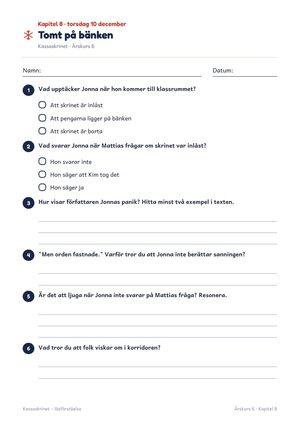 Kapitel 8 · torsdag 10 december
Tomt på bänken
Kassaskrinet · Årskurs 6
Namn:
Datum:
1 Vad upptäcker Jonna när hon kommer till klassrummet?
Att skrinet är inlåst
Att pengarna ligger på bänken
Att skrinet är borta
2 Vad svarar Jonna när Mattias frågar om skrinet var inlåst?
Hon svarar inte
Hon säger att Kim tog det
Hon säger ja
3 Hur visar författaren Jonnas panik? Hitta minst två exempel i texten.
4 "Men orden fastnade." Varför tror du att Jonna inte berättar sanningen?
5 Är det att ljuga när Jonna inte svarar på Mattias fråga? Resonera.
6 Vad tror du att folk viskar om i korridoren?
Kassaskrinet – läsförståelse
Årskurs 6 · Kapitel 8